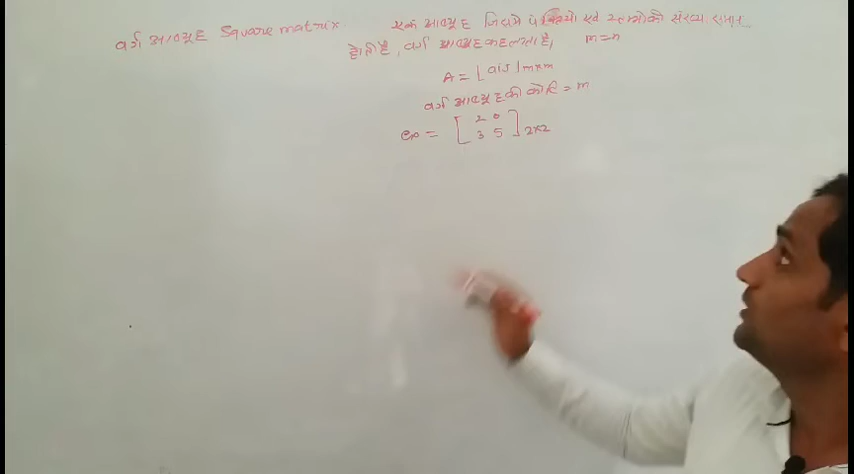 वर्ग आव्यूह Square matrix एक आव्यूह जिसमे पंक्तियो एवं स्तम्भो की संख्या समान
होती है, वर्ग आव्यूह कहलाता है, m=n
A = [aij]m×m
वर्ग आव्यूह की कोटि = m
= [2 0
3 5]2×2